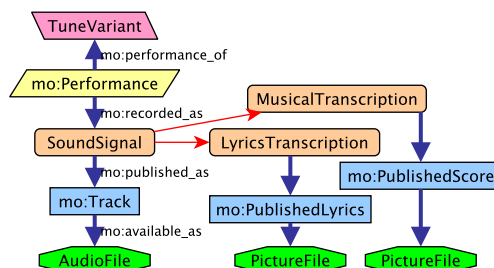 TuneVariant
mo:performance_of
mo:Performance
mo:recorded_as
MusicalTranscription
SoundSignal
LyricsTranscription
mo:published_as
mo:PublishedScore
mo:Track
mo:PublishedLyrics
mo:available_as
AudioFile
PictureFile
PictureFile